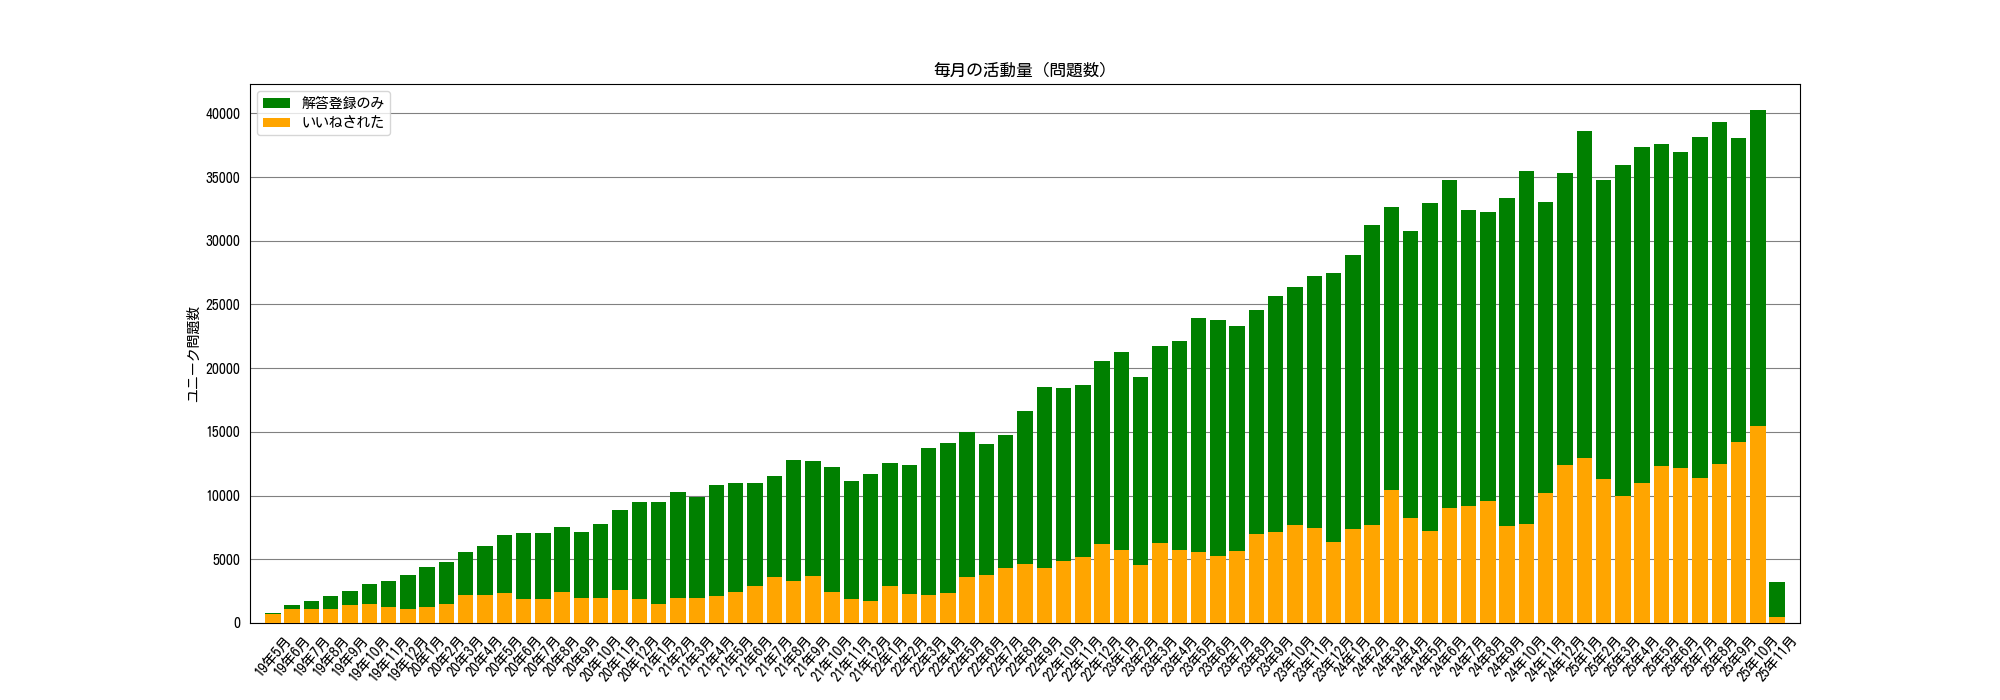 毎月の活動量（問題数）
解答登録のみ
いいねされた
ユニーク問題数
40000
35000
30000
25000
20000
15000
10000
5000
0
19年5月
19年6月
19年7月
19年8月
19年9月
19年10月
19年11月
19年12月
20年1月
20年2月
20年3月
20年4月
20年5月
20年6月
20年7月
20年8月
20年9月
20年10月
20年11月
20年12月
21年1月
21年2月
21年3月
21年4月
21年5月
21年6月
21年7月
21年8月
21年9月
21年10月
21年11月
21年12月
22年1月
22年2月
22年3月
22年4月
22年5月
22年6月
22年7月
22年8月
22年9月
22年10月
22年11月
22年12月
23年1月
23年2月
23年3月
23年4月
23年5月
23年6月
23年7月
23年8月
23年9月
23年10月
23年11月
23年12月
24年1月
24年2月
24年3月
24年4月
24年5月
24年6月
24年7月
24年8月
24年9月
24年10月
24年11月
24年12月
25年1月
25年2月
25年3月
25年4月
25年5月
25年6月
25年7月
25年8月
25年9月
25年10月
25年11月